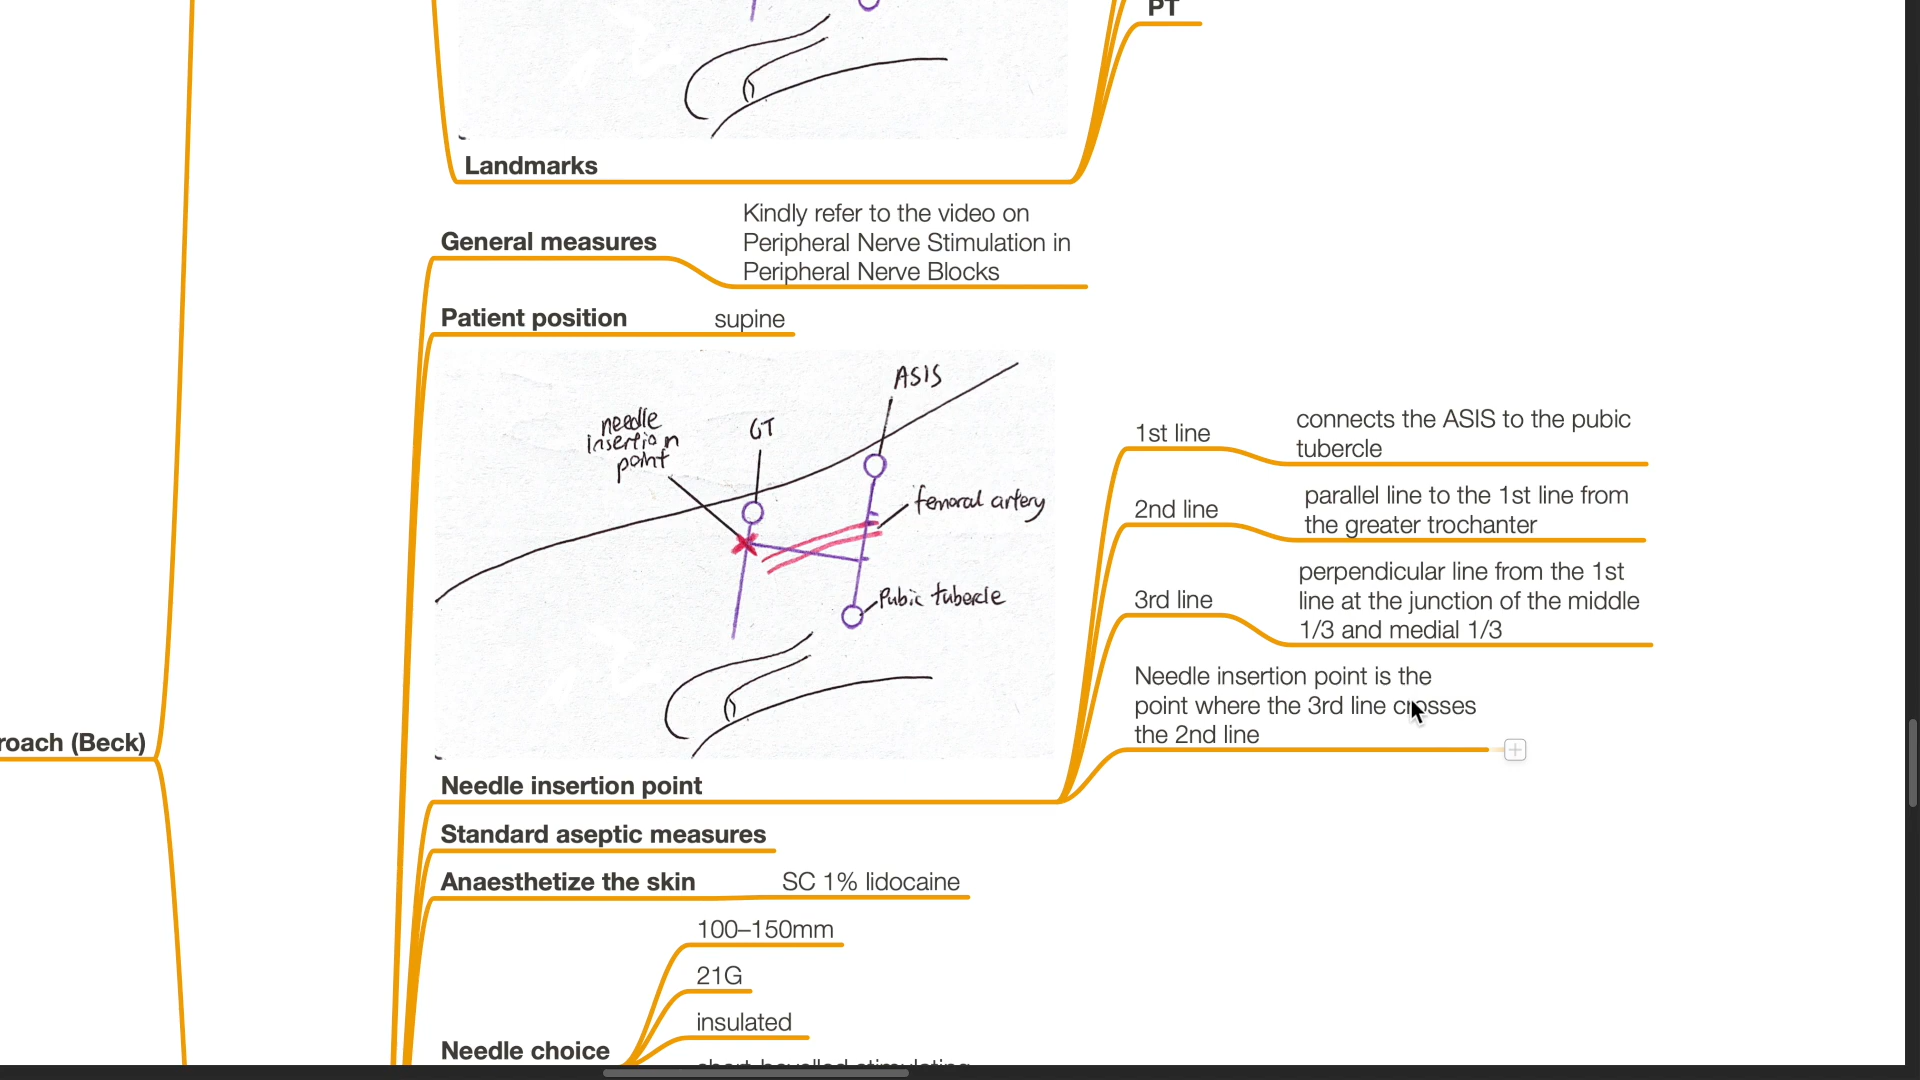 PT
Landmarks
General measures
Kindly refer to the video on
Peripheral Nerve Stimulation in
Peripheral Nerve Blocks
Patient position
supine
ASIS
needle
insertion
point
GT
femoral artery
Pubic tubercle
1st line
connects the ASIS to the pubic
tubercle
2nd line
parallel line to the 1st line from
the greater trochanter
3rd line
perpendicular line from the 1st
line at the junction of the middle
1/3 and medial 1/3
Needle insertion point is the
point where the 3rd line crosses
the 2nd line
roach (Beck)
Needle insertion point
Standard aseptic measures
Anaesthetize the skin
SC 1% lidocaine
100–150mm
21G
insulated
Needle choice
short-bevelled stimulating